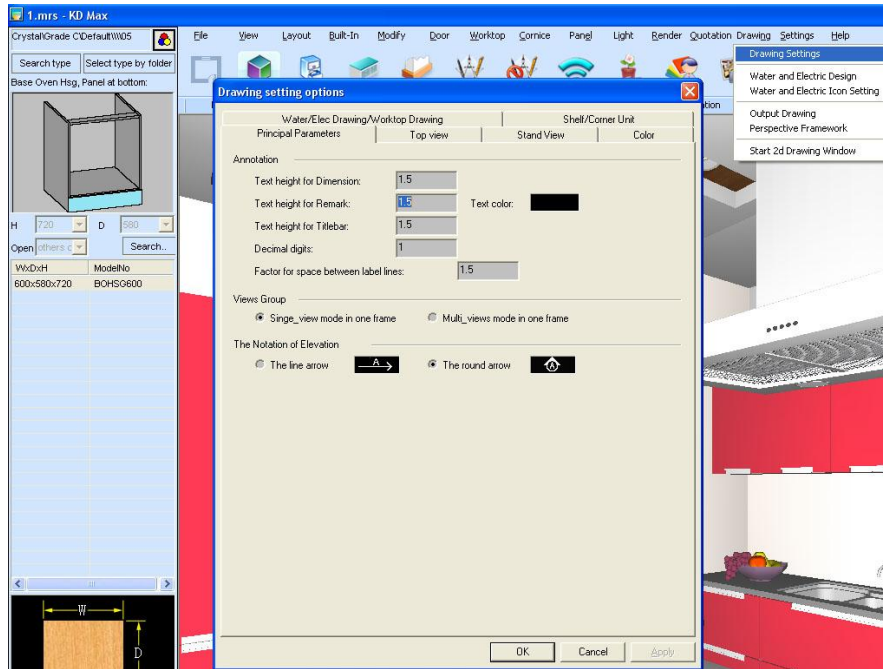 1.mrs - KD Max
Crystal\Grade C\Default\\\\05
File View Layout Built-In Modify Door Worktop Cornice Panel Light Render Quotation Drawing Settings Help
Search type Select type by folder
Base Oven Hsg, Panel at bottom:
H 720 D 580
Open others c Search..
WxDxH ModelNo
600x580x720 BOHSG600
W
D
Drawing Settings
Water and Electric Design
Water and Electric Icon Setting
Output Drawing
Perspective Framework
Start 2d Drawing Window
Drawing setting options
Water/Elec Drawing/Worktop Drawing Shelf/Corner Unit
Principal Parameters Top view Stand View Color
Annotation
Text height for Dimension: 1.5
Text height for Remark: 1.5 Text color:
Text height for Titlebar: 1.5
Decimal digits: 1
Factor for space between label lines: 1.5
Views Group
Singe_view mode in one frame Multi_views mode in one frame
The Notation of Elevation
The line arrow A The round arrow A
OK Cancel Apply